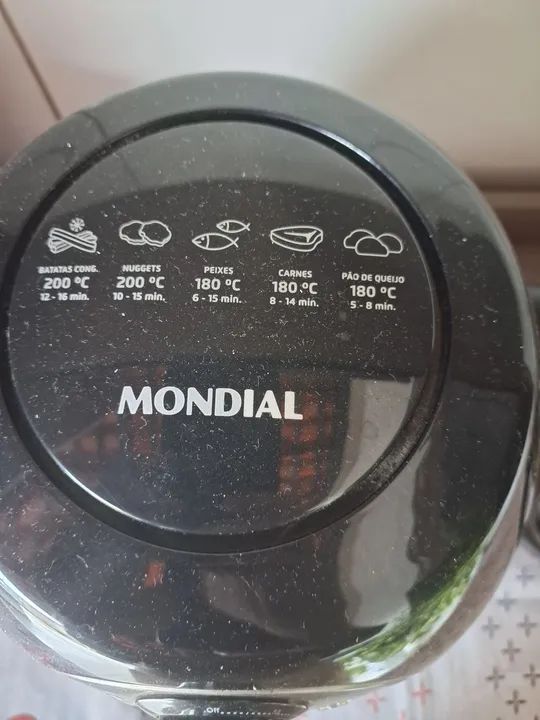 BATATAS CONG.
200 °C
12 - 16 min.
NUGGETS
200 °C
10 - 15 min.
PEIXES
180 °C
6 - 15 min.
CARNES
180 °C
8 - 14 min.
PÃO DE QUEIJO
180 °C
5 - 8 min.
MONDIAL
Off